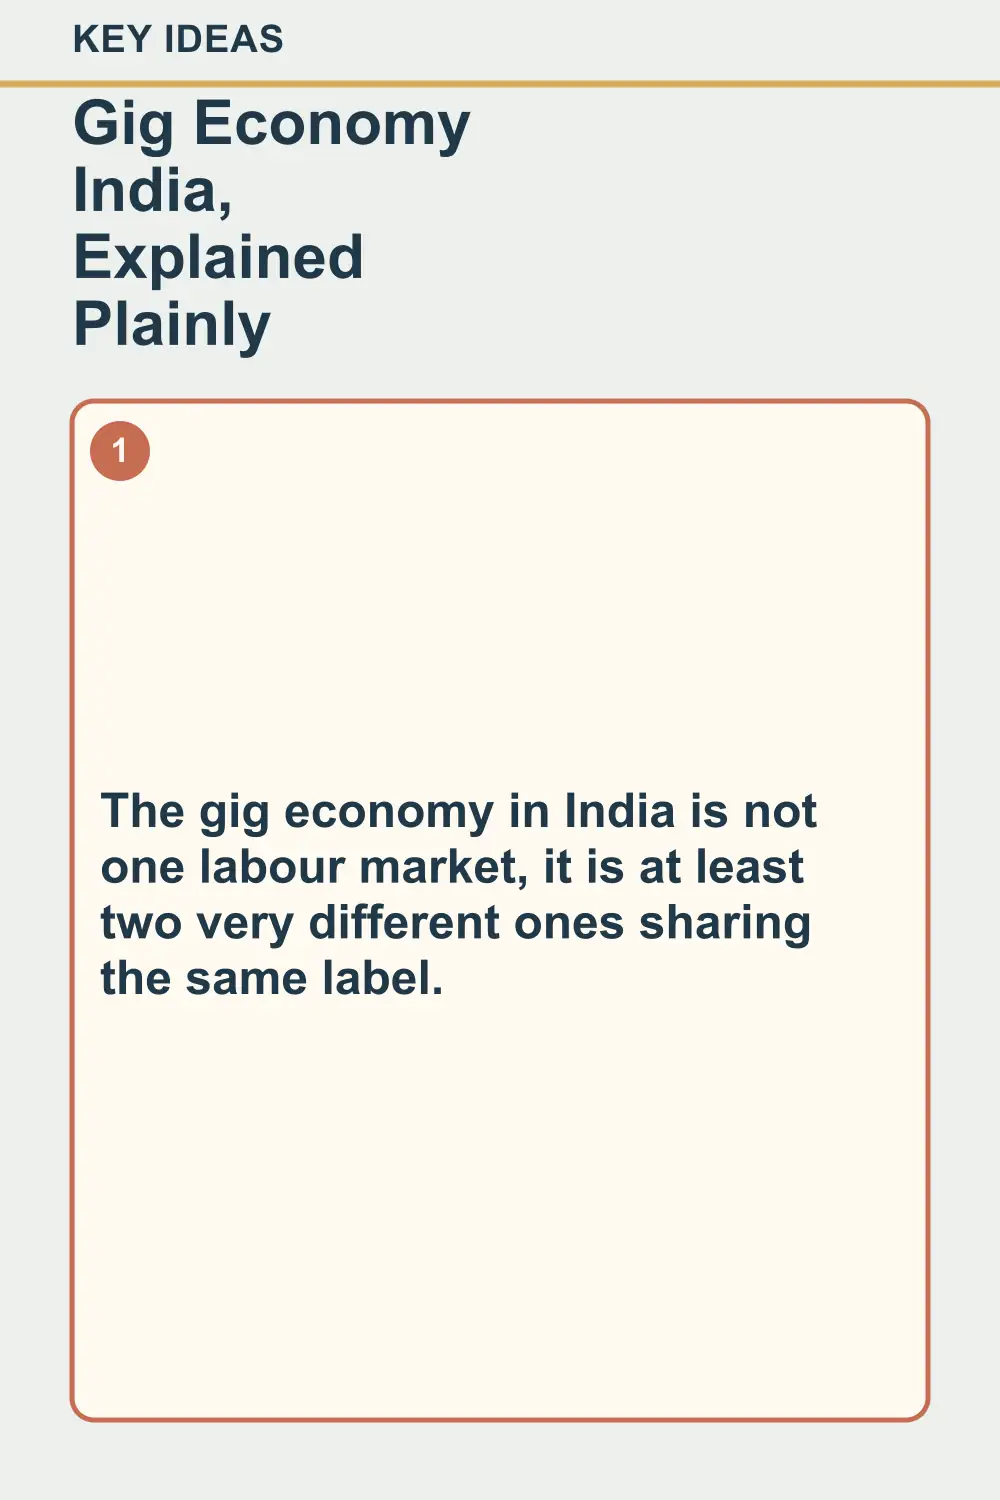 KEY IDEAS
Gig Economy
India,
Explained
Plainly
1
The gig economy in India is not
one labour market, it is at least
two very different ones sharing
the same label.